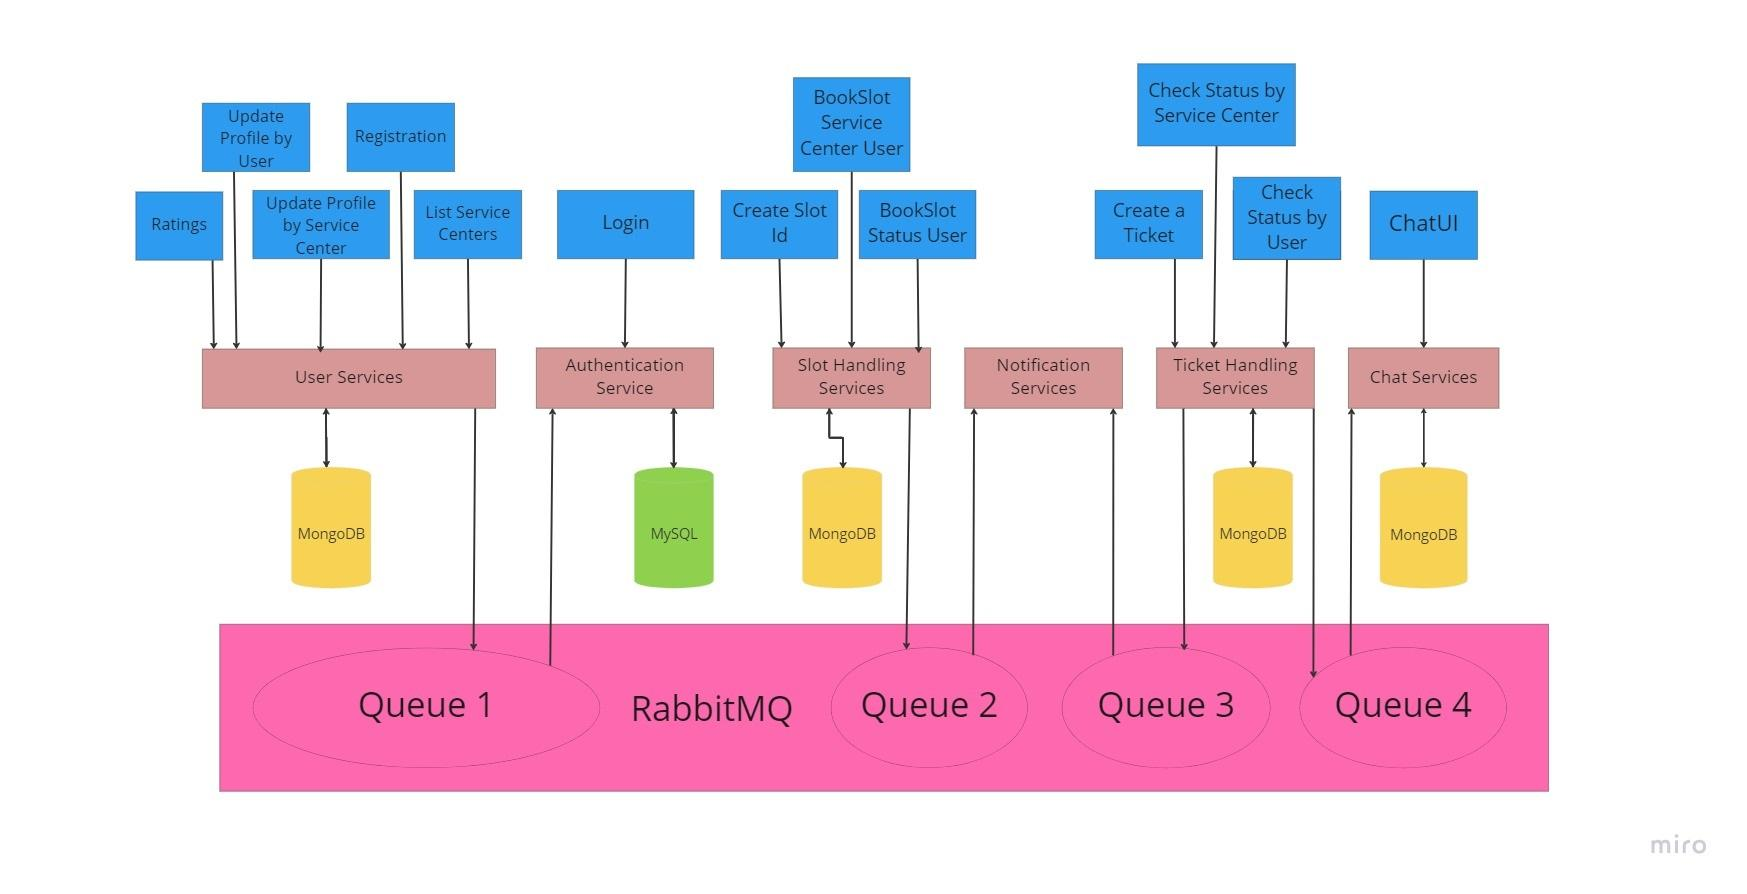 Check Status by
Service Center
BookSlot
Service
Center User
Update
Profile by
User
Registration
Ratings
Update Profile
by Service
Center
List Service
Centers
Login
Create Slot
Id
BookSlot
Status User
Create a
Ticket
Check
Status by
User
ChatUI
User Services
Authentication
Service
Slot Handling
Services
Notification
Services
Ticket Handling
Services
Chat Services
MongoDB
MySQL
MongoDB
MongoDB
MongoDB
Queue 1
RabbitMQ
Queue 2
Queue 3
Queue 4
miro